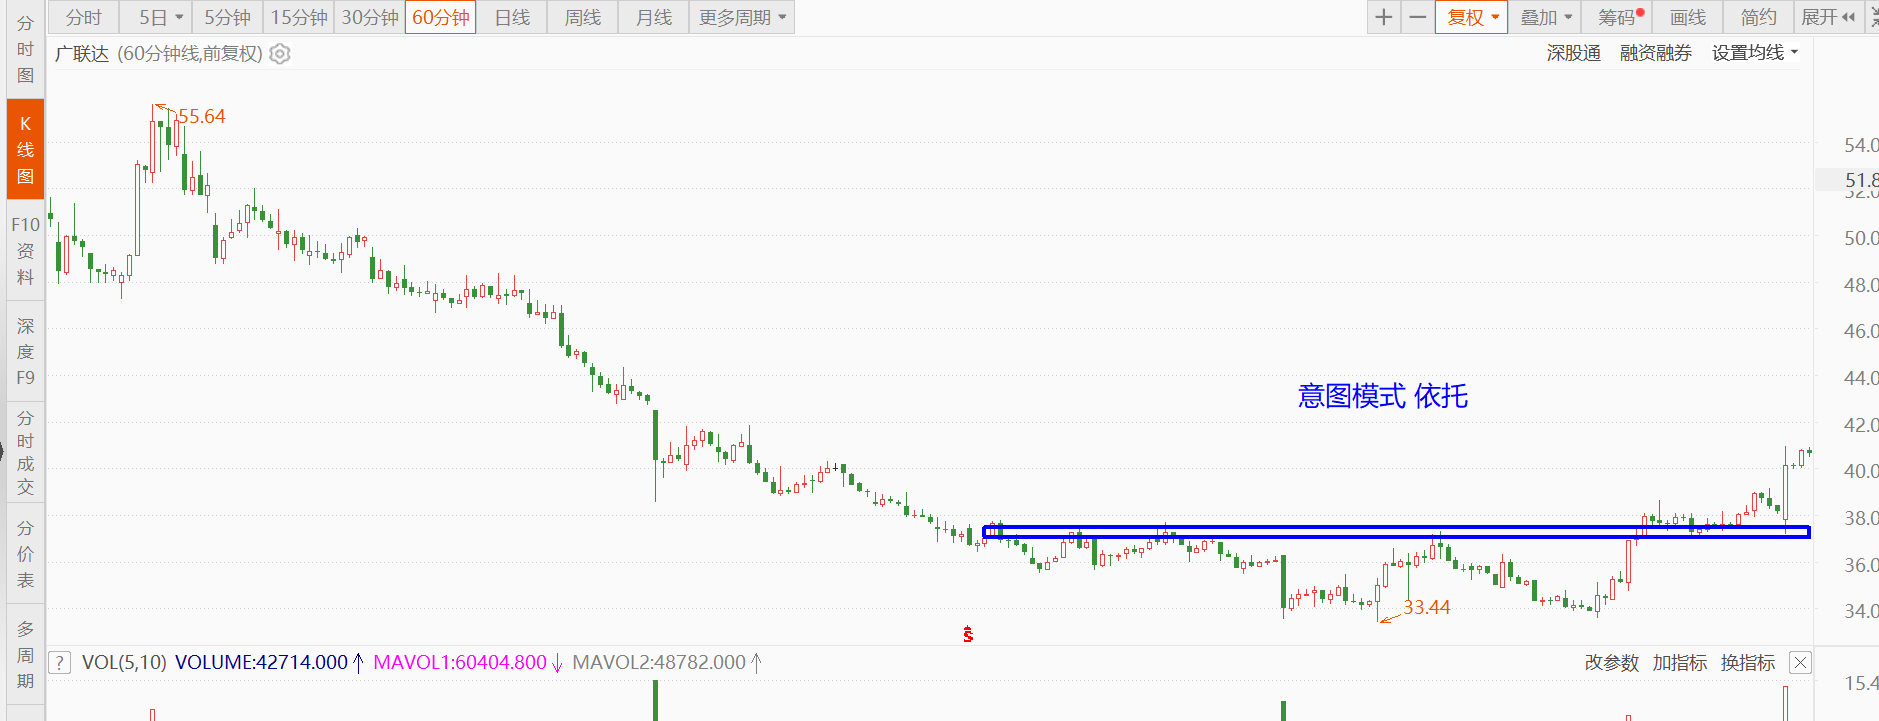 分时 5日 5分钟 15分钟 30分钟 60分钟 日线 周线 月线 更多周期 复权 叠加 筹码 画线 简约 展开
广联达 (60分钟线,前复权) 深股通 融资融券 设置均线
分时图
K线图
F10资料
深度F9
分时成交
分价表
多周期
55.64
54.0
51.8
52.0
50.0
48.0
46.0
44.0
意图模式 依托
42.0
40.0
38.0
36.0
33.44
34.0
S
? VOL(5,10) VOLUME:42714.000 MAVOL1:60404.800 MAVOL2:48782.000 改参数 加指标 换指标
15.4